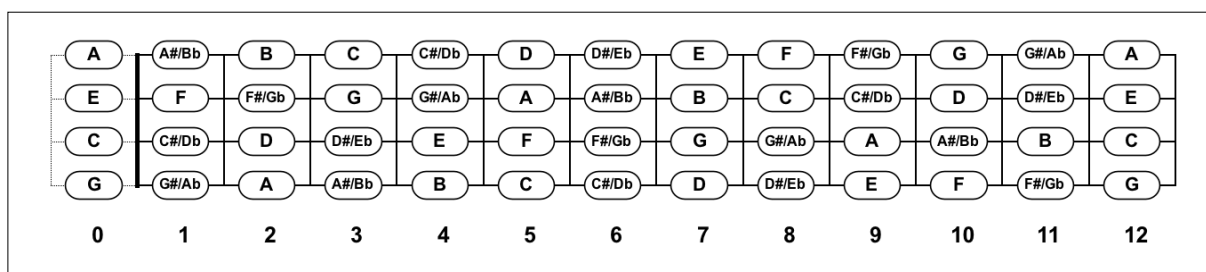 A A#/Bb B C C#/Db D D#/Eb E F F#/Gb G G#/Ab A
E F F#/Gb G G#/Ab A A#/Bb B C C#/Db D D#/Eb E
C C#/Db D D#/Eb E F F#/Gb G G#/Ab A A#/Bb B C
G G#/Ab A A#/Bb B C C#/Db D D#/Eb E F F#/Gb G
0 1 2 3 4 5 6 7 8 9 10 11 12